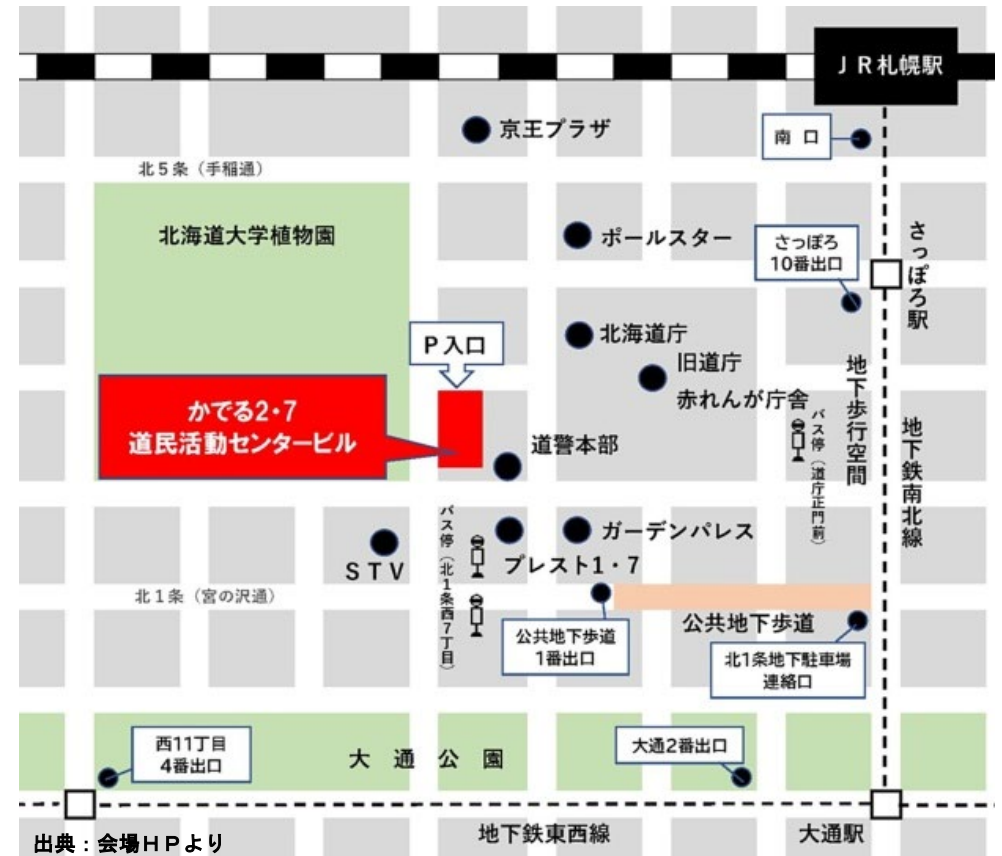 JR札幌駅
京王プラザ
南 口
北5条（手稲通）
北海道大学植物園
ポールスター
さっぽろ
10番出口
さっぽろ駅
P入口
北海道庁
旧道庁
赤れんが庁舎
かでる2・7
道民活動センタービル
道警本部
バス停（道庁正門前）
地下歩行空間
地下鉄南北線
STV
バス停（北1条西7丁目）
プレスト1・7
ガーデンパレス
北1条（宮の沢通）
公共地下歩道
1番出口
公共地下歩道
北1条地下駐車場
連絡口
西11丁目
4番出口
大 通 公 園
大通2番出口
出典：会場HPより
地下鉄東西線
大通駅